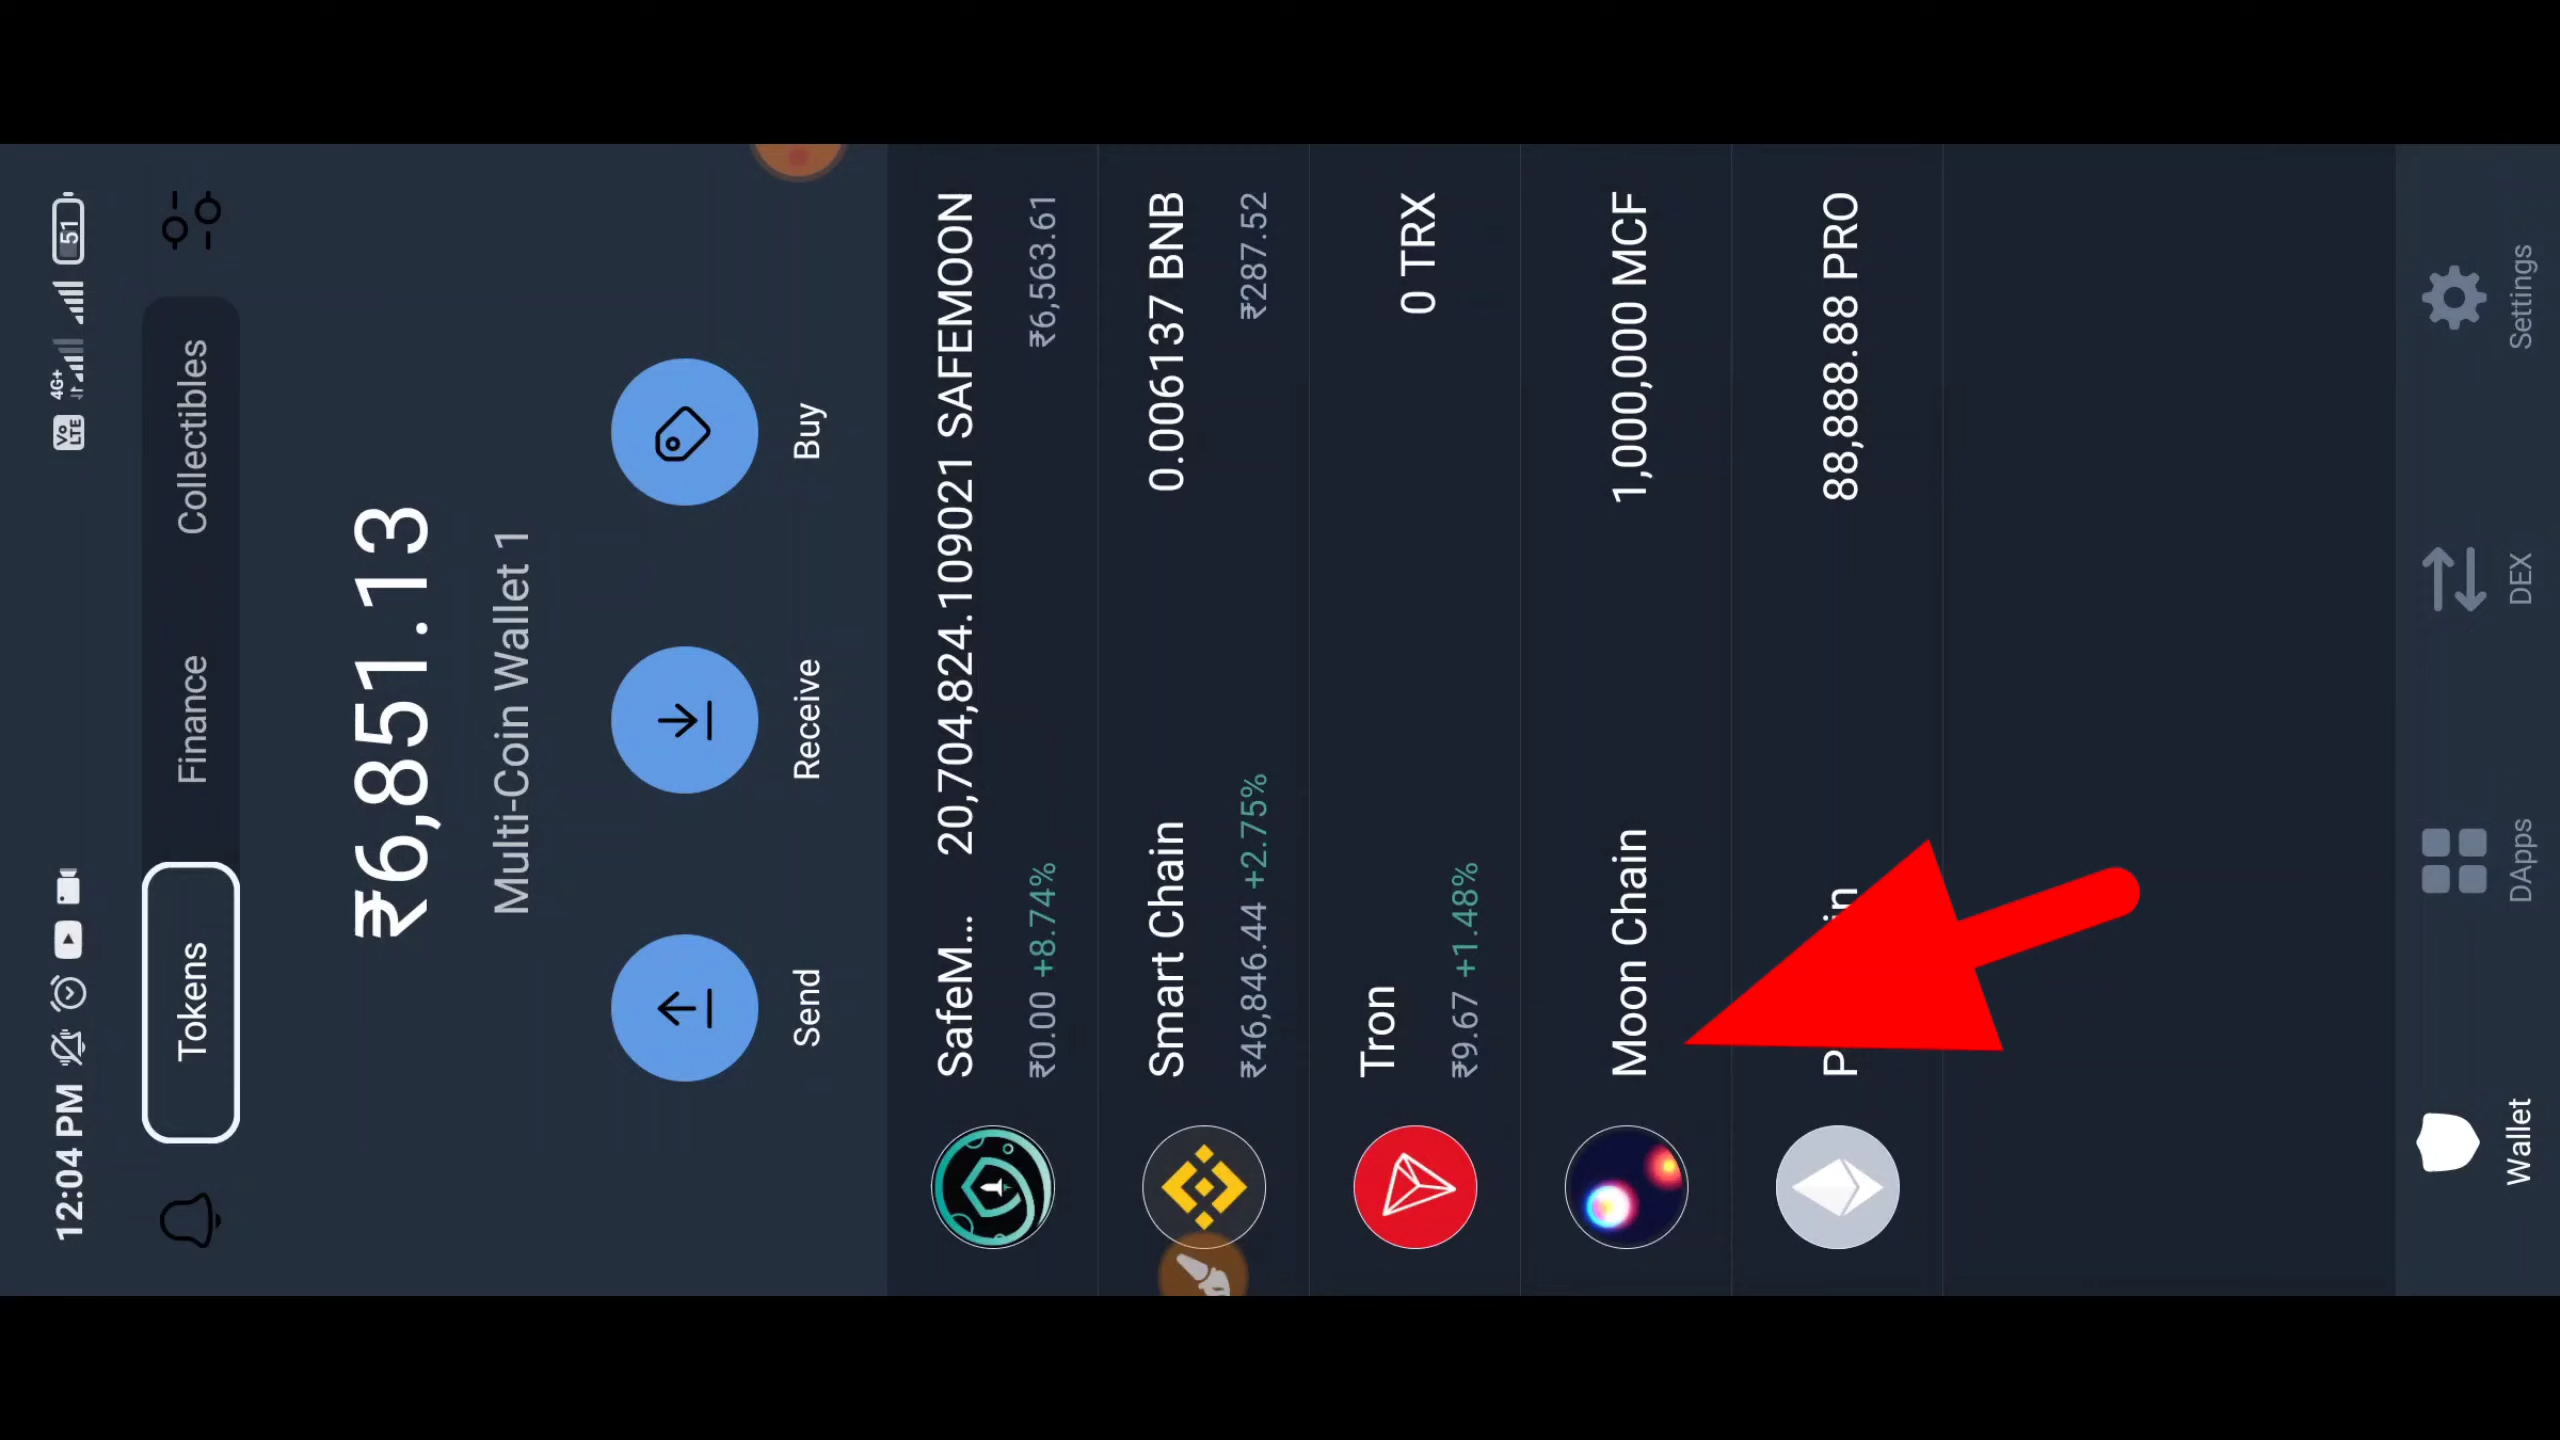 12:04 PM
Vo LTE 4G+ 51
Tokens Finance Collectibles
₹6,851.13
Multi-Coin Wallet 1
Send Receive Buy
SafeM... 20,704,824.109021 SAFEMOON
₹0.00 +8.74% ₹6,563.61
Smart Chain 0.006137 BNB
₹46,846.44 +2.75% ₹287.52
Tron 0 TRX
₹9.67 +1.48%
Moon Chain 1,000,000 MCF
88,888.88 PRO
Wallet DApps DEX Settings